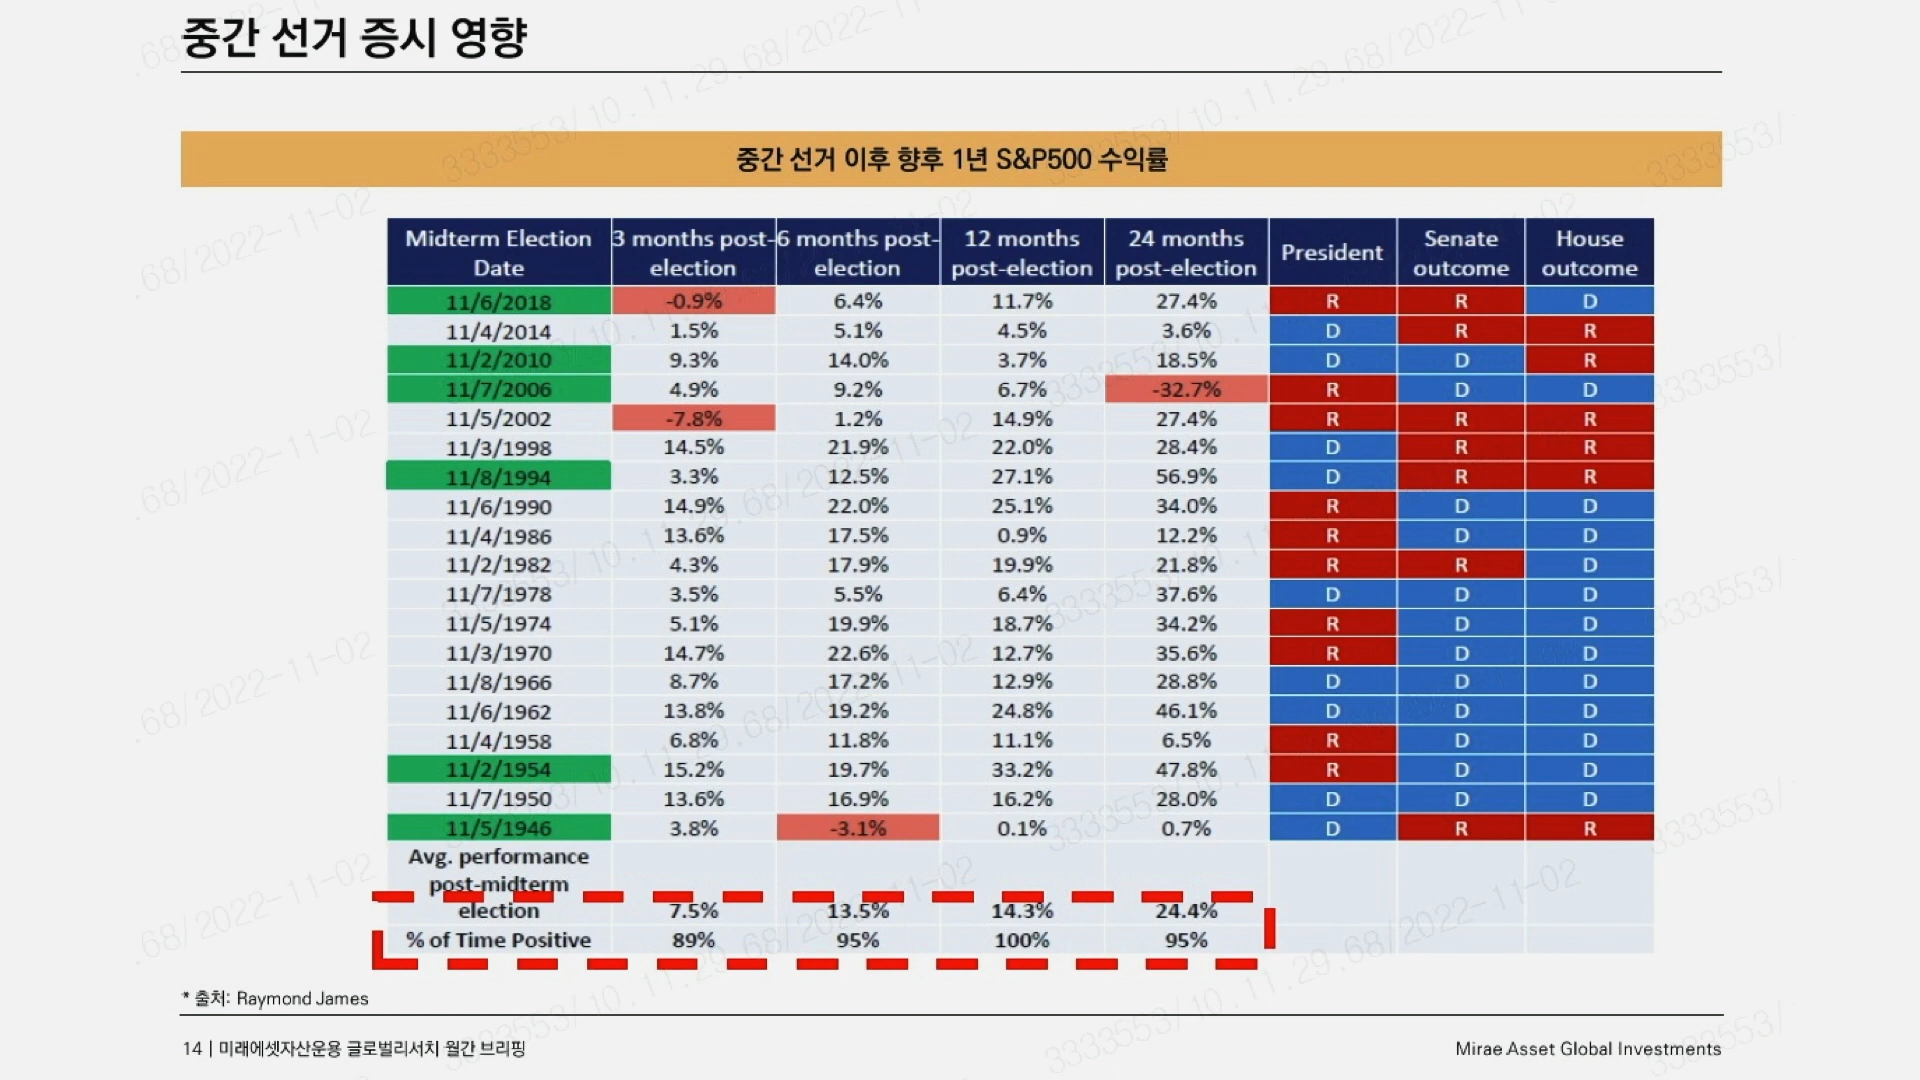 중간 선거 증시 영향
중간 선거 이후 향후 1년 S&P500 수익률
Midterm Election Date 3 months post-election 6 months post-election 12 months post-election 24 months post-election President Senate outcome House outcome
11/6/2018 -0.9% 6.4% 11.7% 27.4% R R D
11/4/2014 1.5% 5.1% 4.5% 3.6% D R R
11/2/2010 9.3% 14.0% 3.7% 18.5% D D R
11/7/2006 4.9% 9.2% 6.7% -32.7% R D D
11/5/2002 -7.8% 1.2% 14.9% 27.4% R R R
11/3/1998 14.5% 21.9% 22.0% 28.4% D R R
11/8/1994 3.3% 12.5% 27.1% 56.9% D R R
11/6/1990 14.9% 22.0% 25.1% 34.0% R D D
11/4/1986 13.6% 17.5% 0.9% 12.2% R D D
11/2/1982 4.3% 17.9% 19.9% 21.8% R R D
11/7/1978 3.5% 5.5% 6.4% 37.6% D D D
11/5/1974 5.1% 19.9% 18.7% 34.2% R D D
11/3/1970 14.7% 22.6% 12.7% 35.6% R D D
11/8/1966 8.7% 17.2% 12.9% 28.8% D D D
11/6/1962 13.8% 19.2% 24.8% 46.1% D D D
11/4/1958 6.8% 11.8% 11.1% 6.5% R D D
11/2/1954 15.2% 19.7% 33.2% 47.8% R D D
11/7/1950 13.6% 16.9% 16.2% 28.0% D D D
11/5/1946 3.8% -3.1% 0.1% 0.7% D R R
Avg. performance
post-midterm
election 7.5% 13.5% 14.3% 24.4%
% of Time Positive 89% 95% 100% 95%
* 출처: Raymond James
14 | 미래에셋자산운용 글로벌리서치 월간 브리핑
Mirae Asset Global Investments